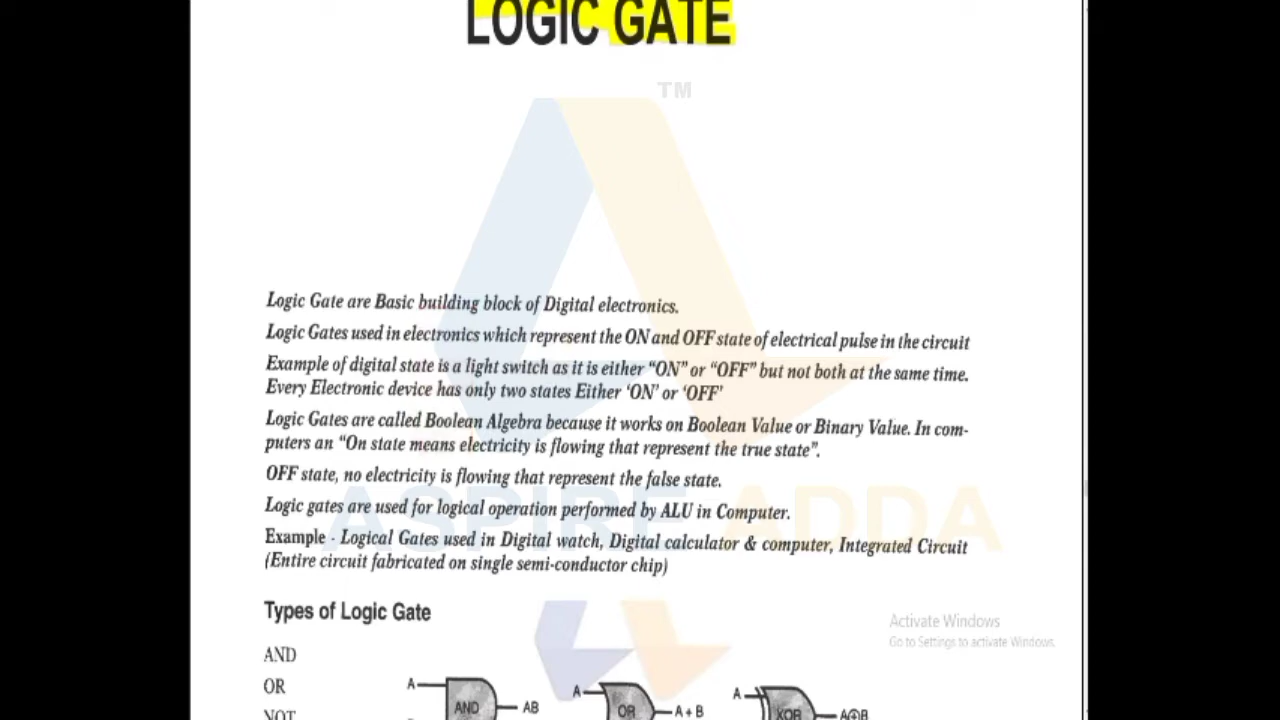 LOGIC GATE
TM
Logic Gate are Basic building block of Digital electronics.
Logic Gates used in electronics which represent the ON and OFF state of electrical pulse in the circuit
Example of digital state is a light switch as it is either “ON” or “OFF” but not both at the same time.
Every Electronic device has only two states Either ‘ON’ or ‘OFF’
Logic Gates are called Boolean Algebra because it works on Boolean Value or Binary Value. In com-
puters an “On state means electricity is flowing that represent the true state”.
OFF state, no electricity is flowing that represent the false state.
ASPIRE ADDA
Logic gates are used for logical operation performed by ALU in Computer.
Example - Logical Gates used in Digital watch, Digital calculator & computer, Integrated Circuit
(Entire circuit fabricated on single semi-conductor chip)
Types of Logic Gate
Activate Windows
Go to Settings to activate Windows.
AND
OR
NOT
A AND AB
A OR A + B
A XOR A⊕B